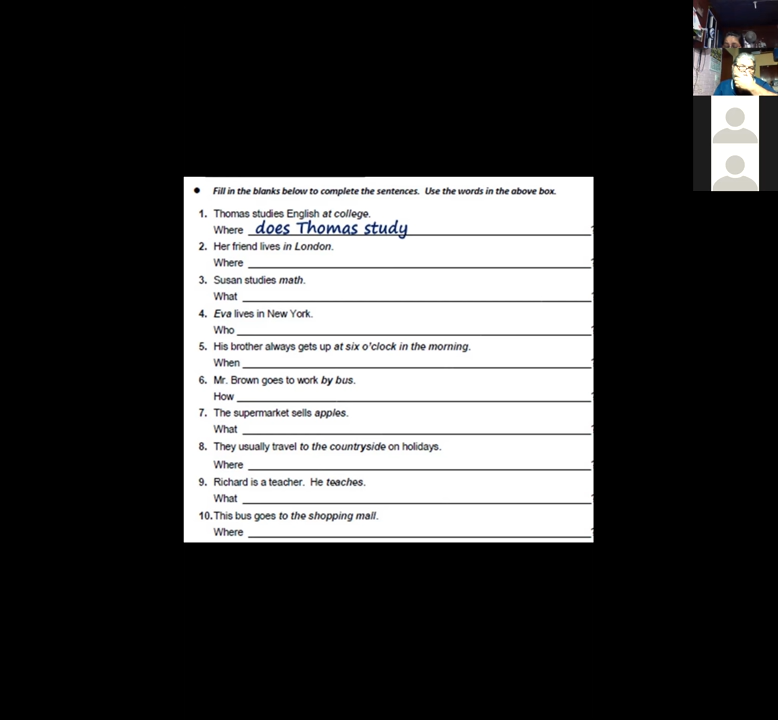 ● Fill in the blanks below to complete the sentences. Use the words in the above box.
1. Thomas studies English at college.
Where does Thomas study ?
2. Her friend lives in London.
Where ?
3. Susan studies math.
What ?
4. Eva lives in New York.
Who ?
5. His brother always gets up at six o'clock in the morning.
When ?
6. Mr. Brown goes to work by bus.
How ?
7. The supermarket sells apples.
What ?
8. They usually travel to the countryside on holidays.
Where ?
9. Richard is a teacher. He teaches.
What ?
10. This bus goes to the shopping mall.
Where ?